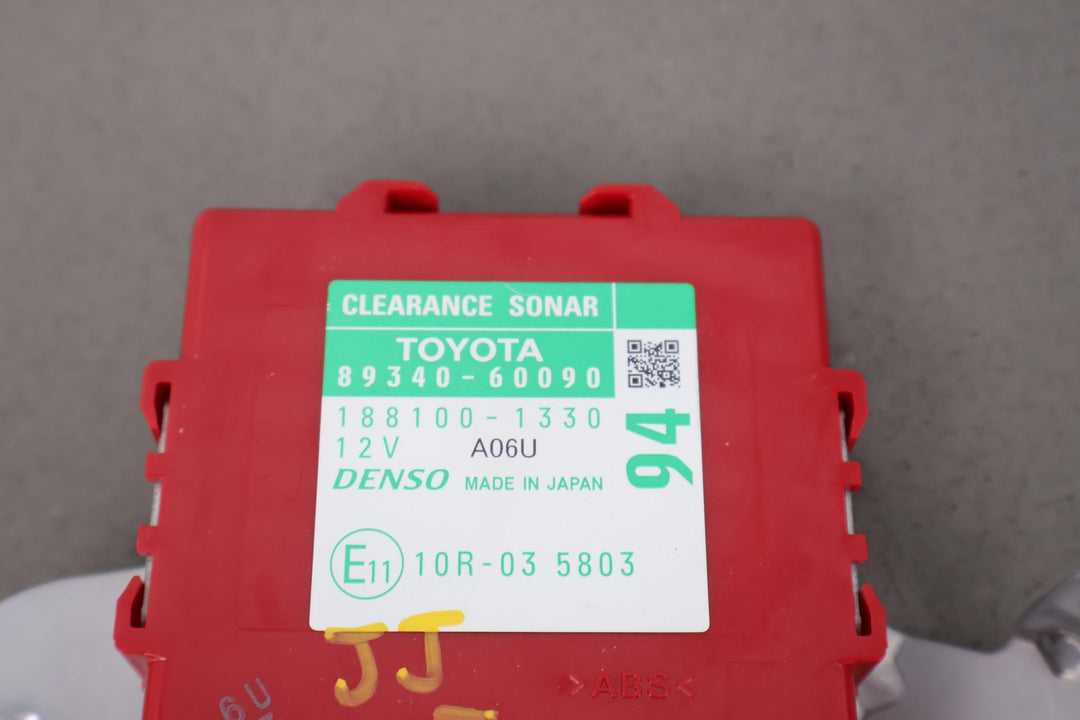 CLEARANCE SONAR
TOYOTA
89340-60090
188100-1330
12V A06U
94
DENSO MADE IN JAPAN
E11 10R-03 5803
JJ
>ABS<
6U